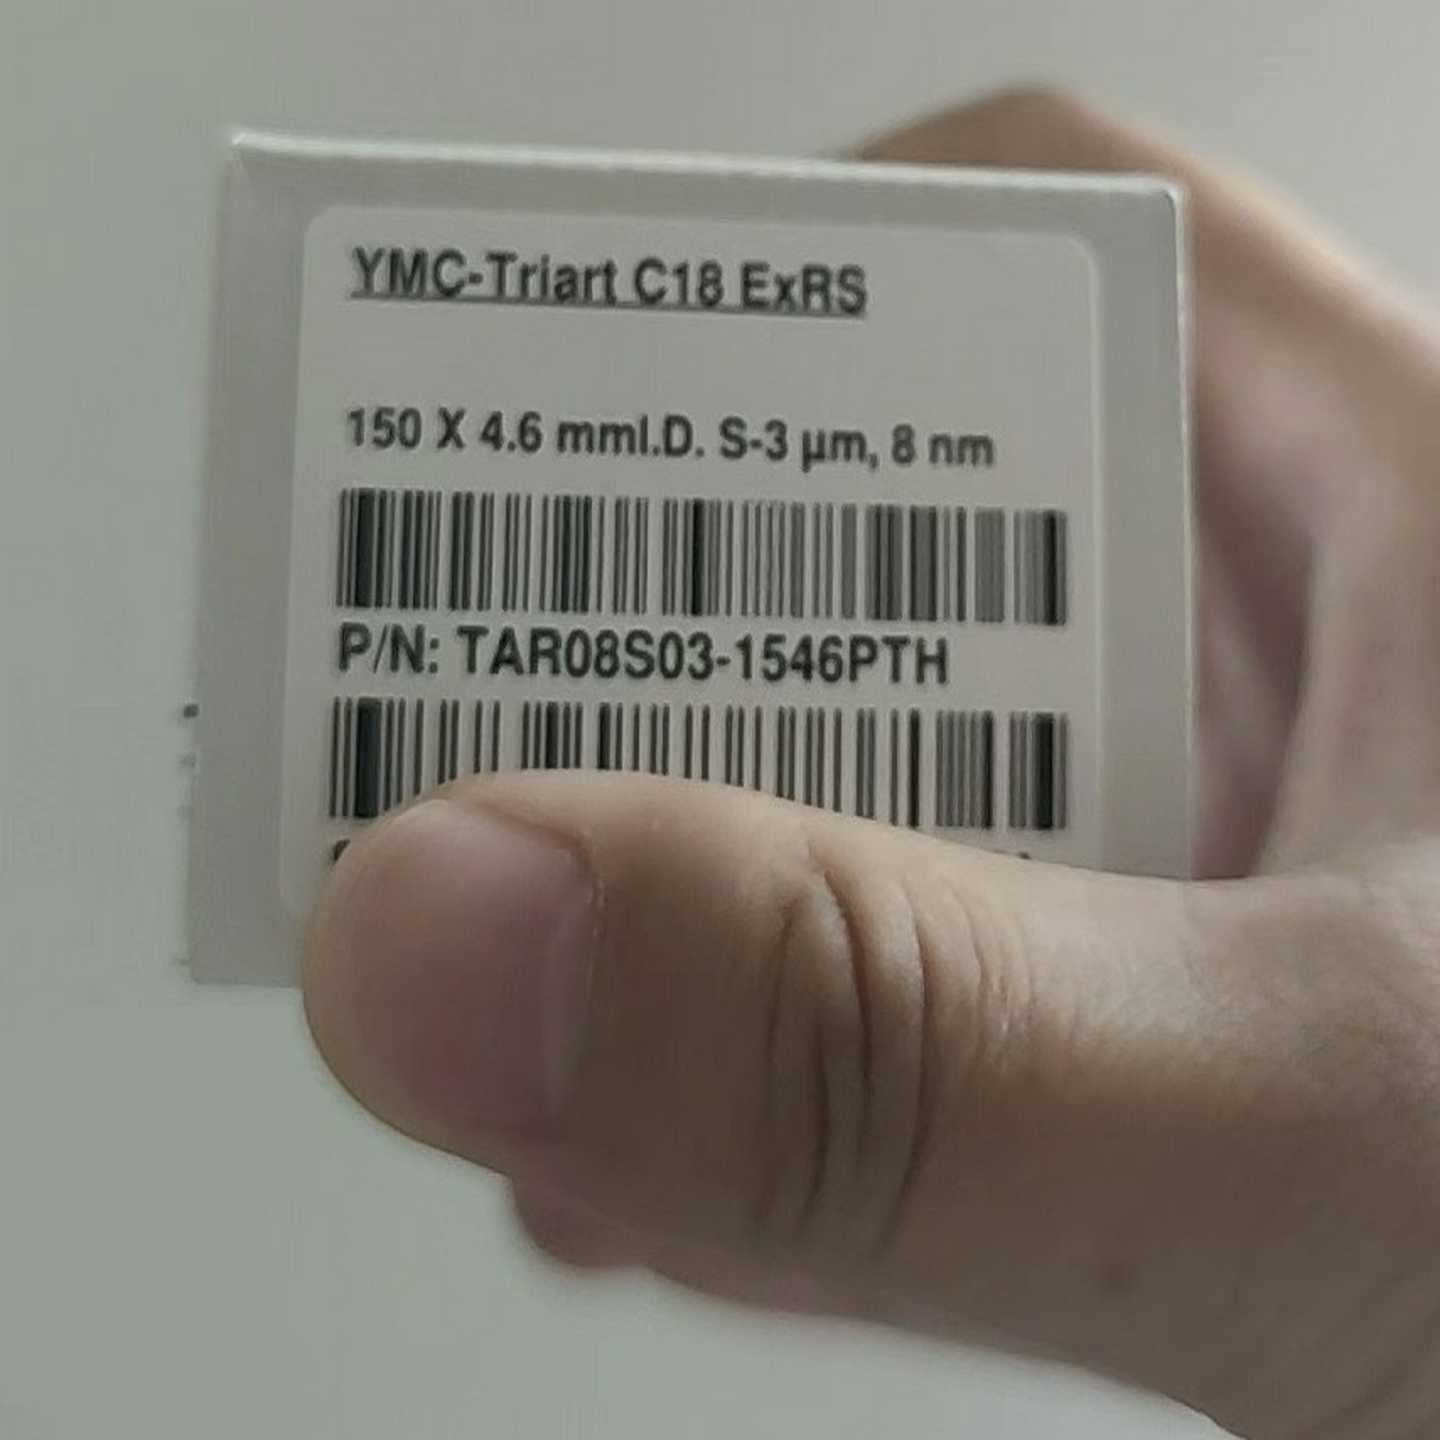 YMC-Triart C18 ExRS
150 X 4.6 mmI.D. S-3 µm, 8 nm
P/N: TAR08S03-1546PTH